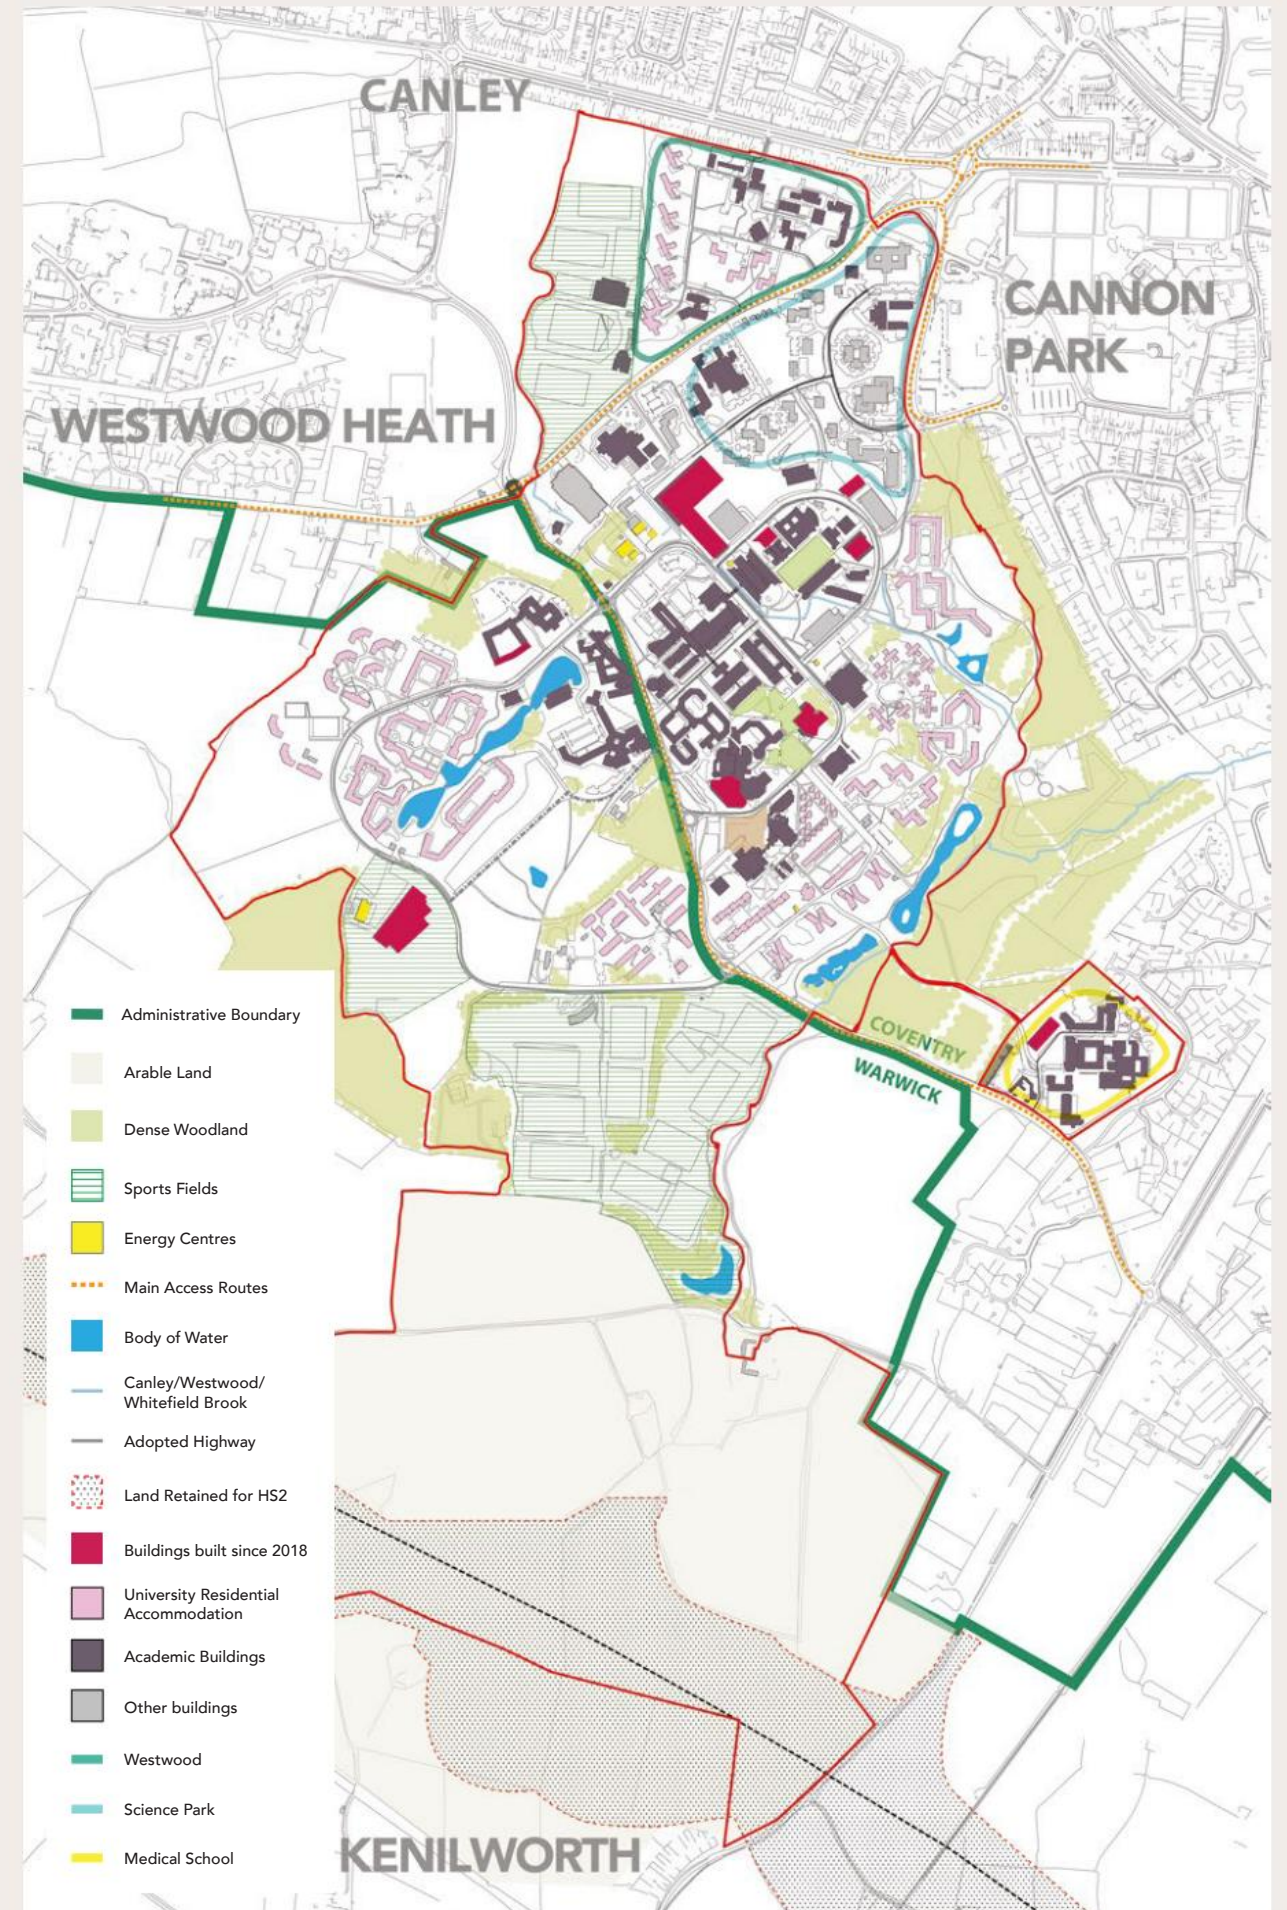 CANLEY
CANNON
PARK
WESTWOOD HEATH
COVENTRY
WARWICK
Administrative Boundary
Arable Land
Dense Woodland
Sports Fields
Energy Centres
Main Access Routes
Body of Water
Canley/Westwood/
Whitefield Brook
Adopted Highway
Land Retained for HS2
Buildings built since 2018
University Residential
Accommodation
Academic Buildings
Other buildings
Westwood
Science Park
Medical School
KENILWORTH